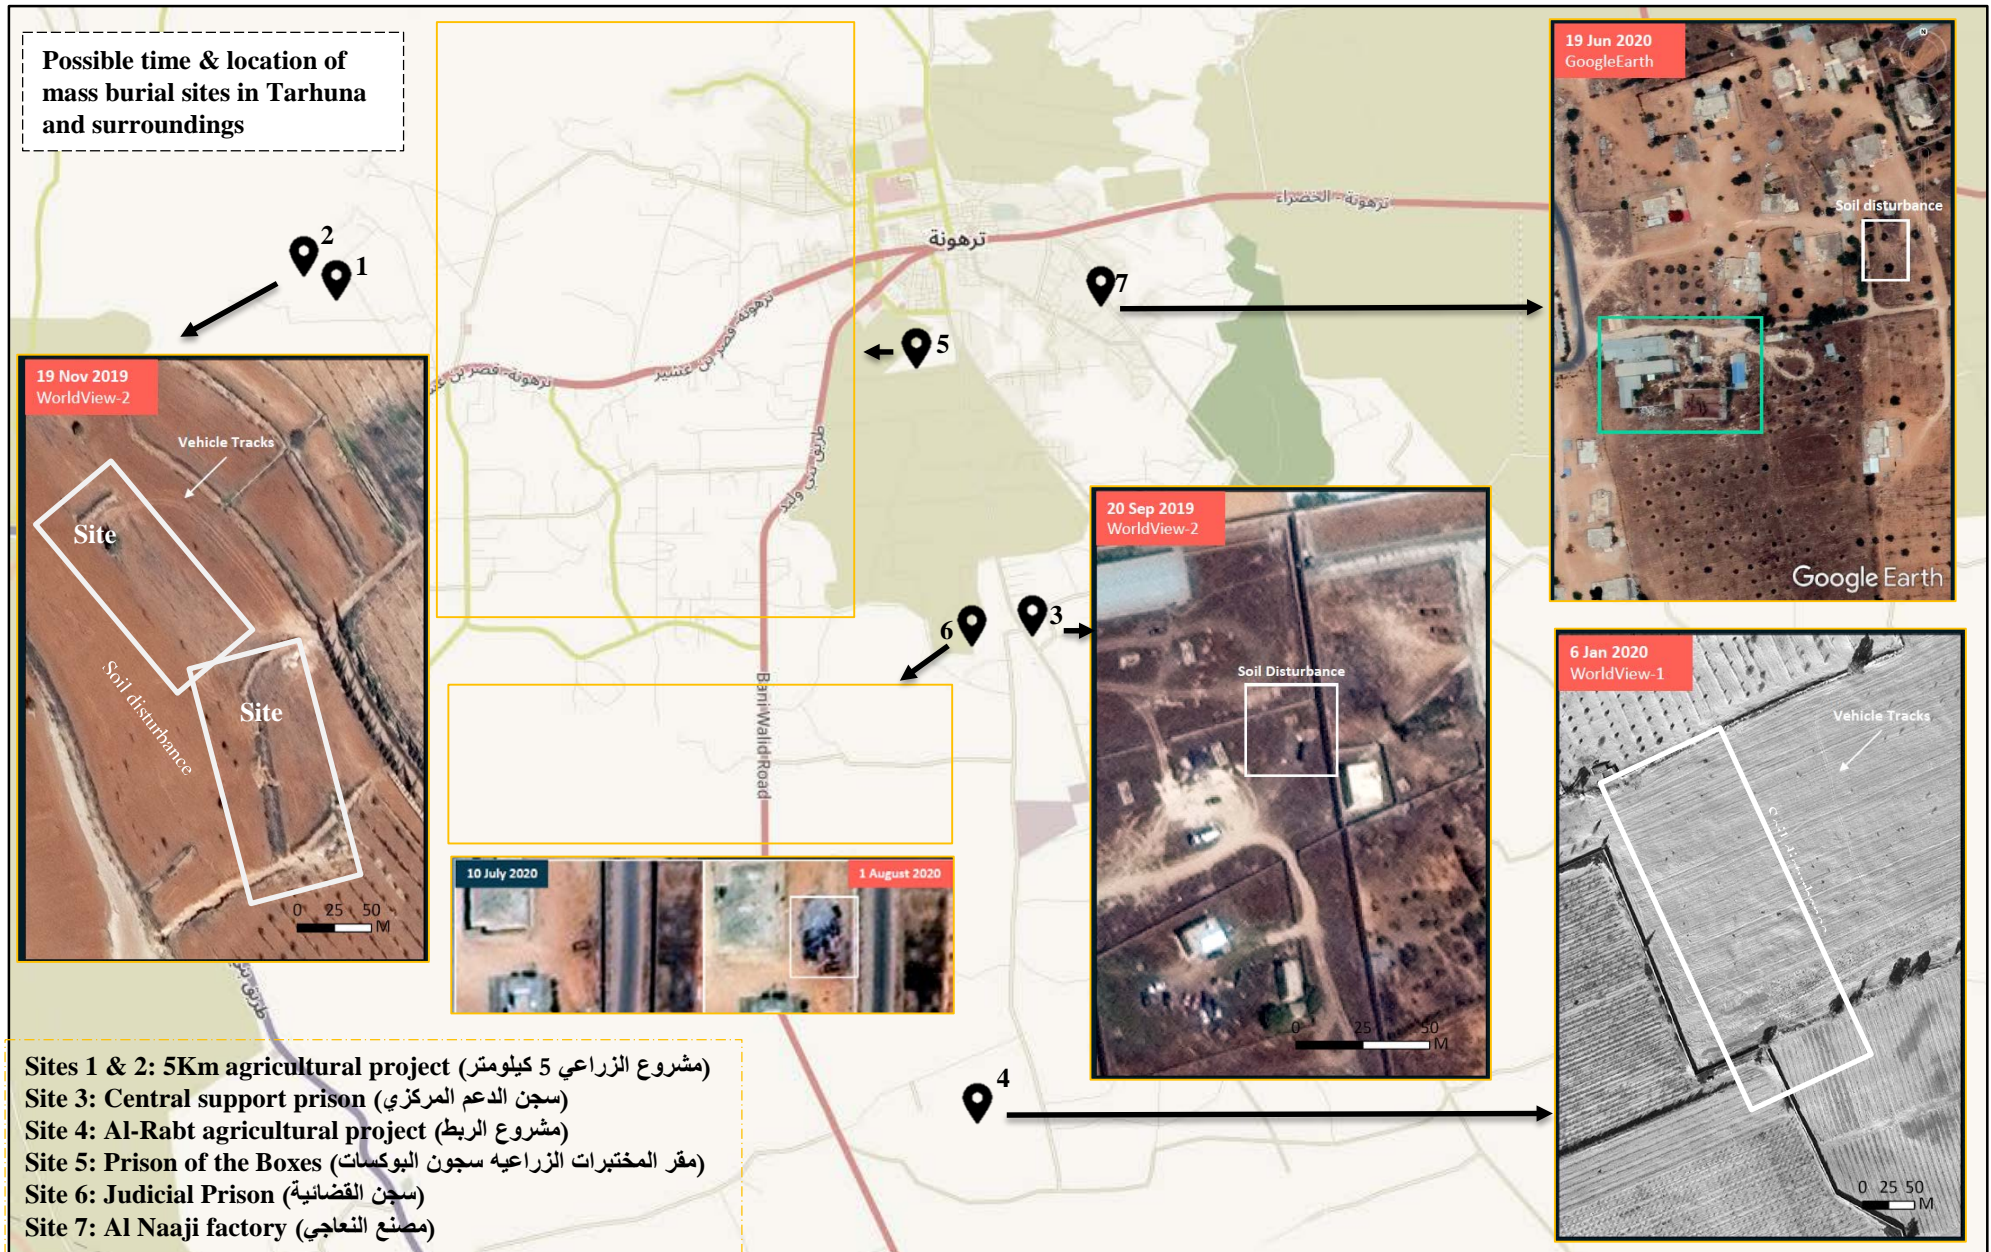 Possible time & location of
mass burial sites in Tarhuna
and surroundings
2
1
7
5
6
3
4
ترهونة
ترهونة - الخضراء
ترهونة - قصر بن غشير
طريق بني وليد
Bani Walid Road
19 Nov 2019
WorldView-2
Vehicle Tracks
Site
Soil disturbance
Site
0 25 50
M
19 Jun 2020
GoogleEarth
Soil disturbance
Google Earth
20 Sep 2019
WorldView-2
Soil Disturbance
0 25 50
M
6 Jan 2020
WorldView-1
Vehicle Tracks
0 25 50
M
10 July 2020
1 August 2020
Sites 1 & 2: 5Km agricultural project (مشروع الزراعي 5 كيلومتر)
Site 3: Central support prison (سجن الدعم المركزي)
Site 4: Al-Rabt agricultural project (مشروع الربط)
Site 5: Prison of the Boxes (مقر المختبرات الزراعيه سجون البوكسات)
Site 6: Judicial Prison (سجن القضائية)
Site 7: Al Naaji factory (مصنع النعاجي)